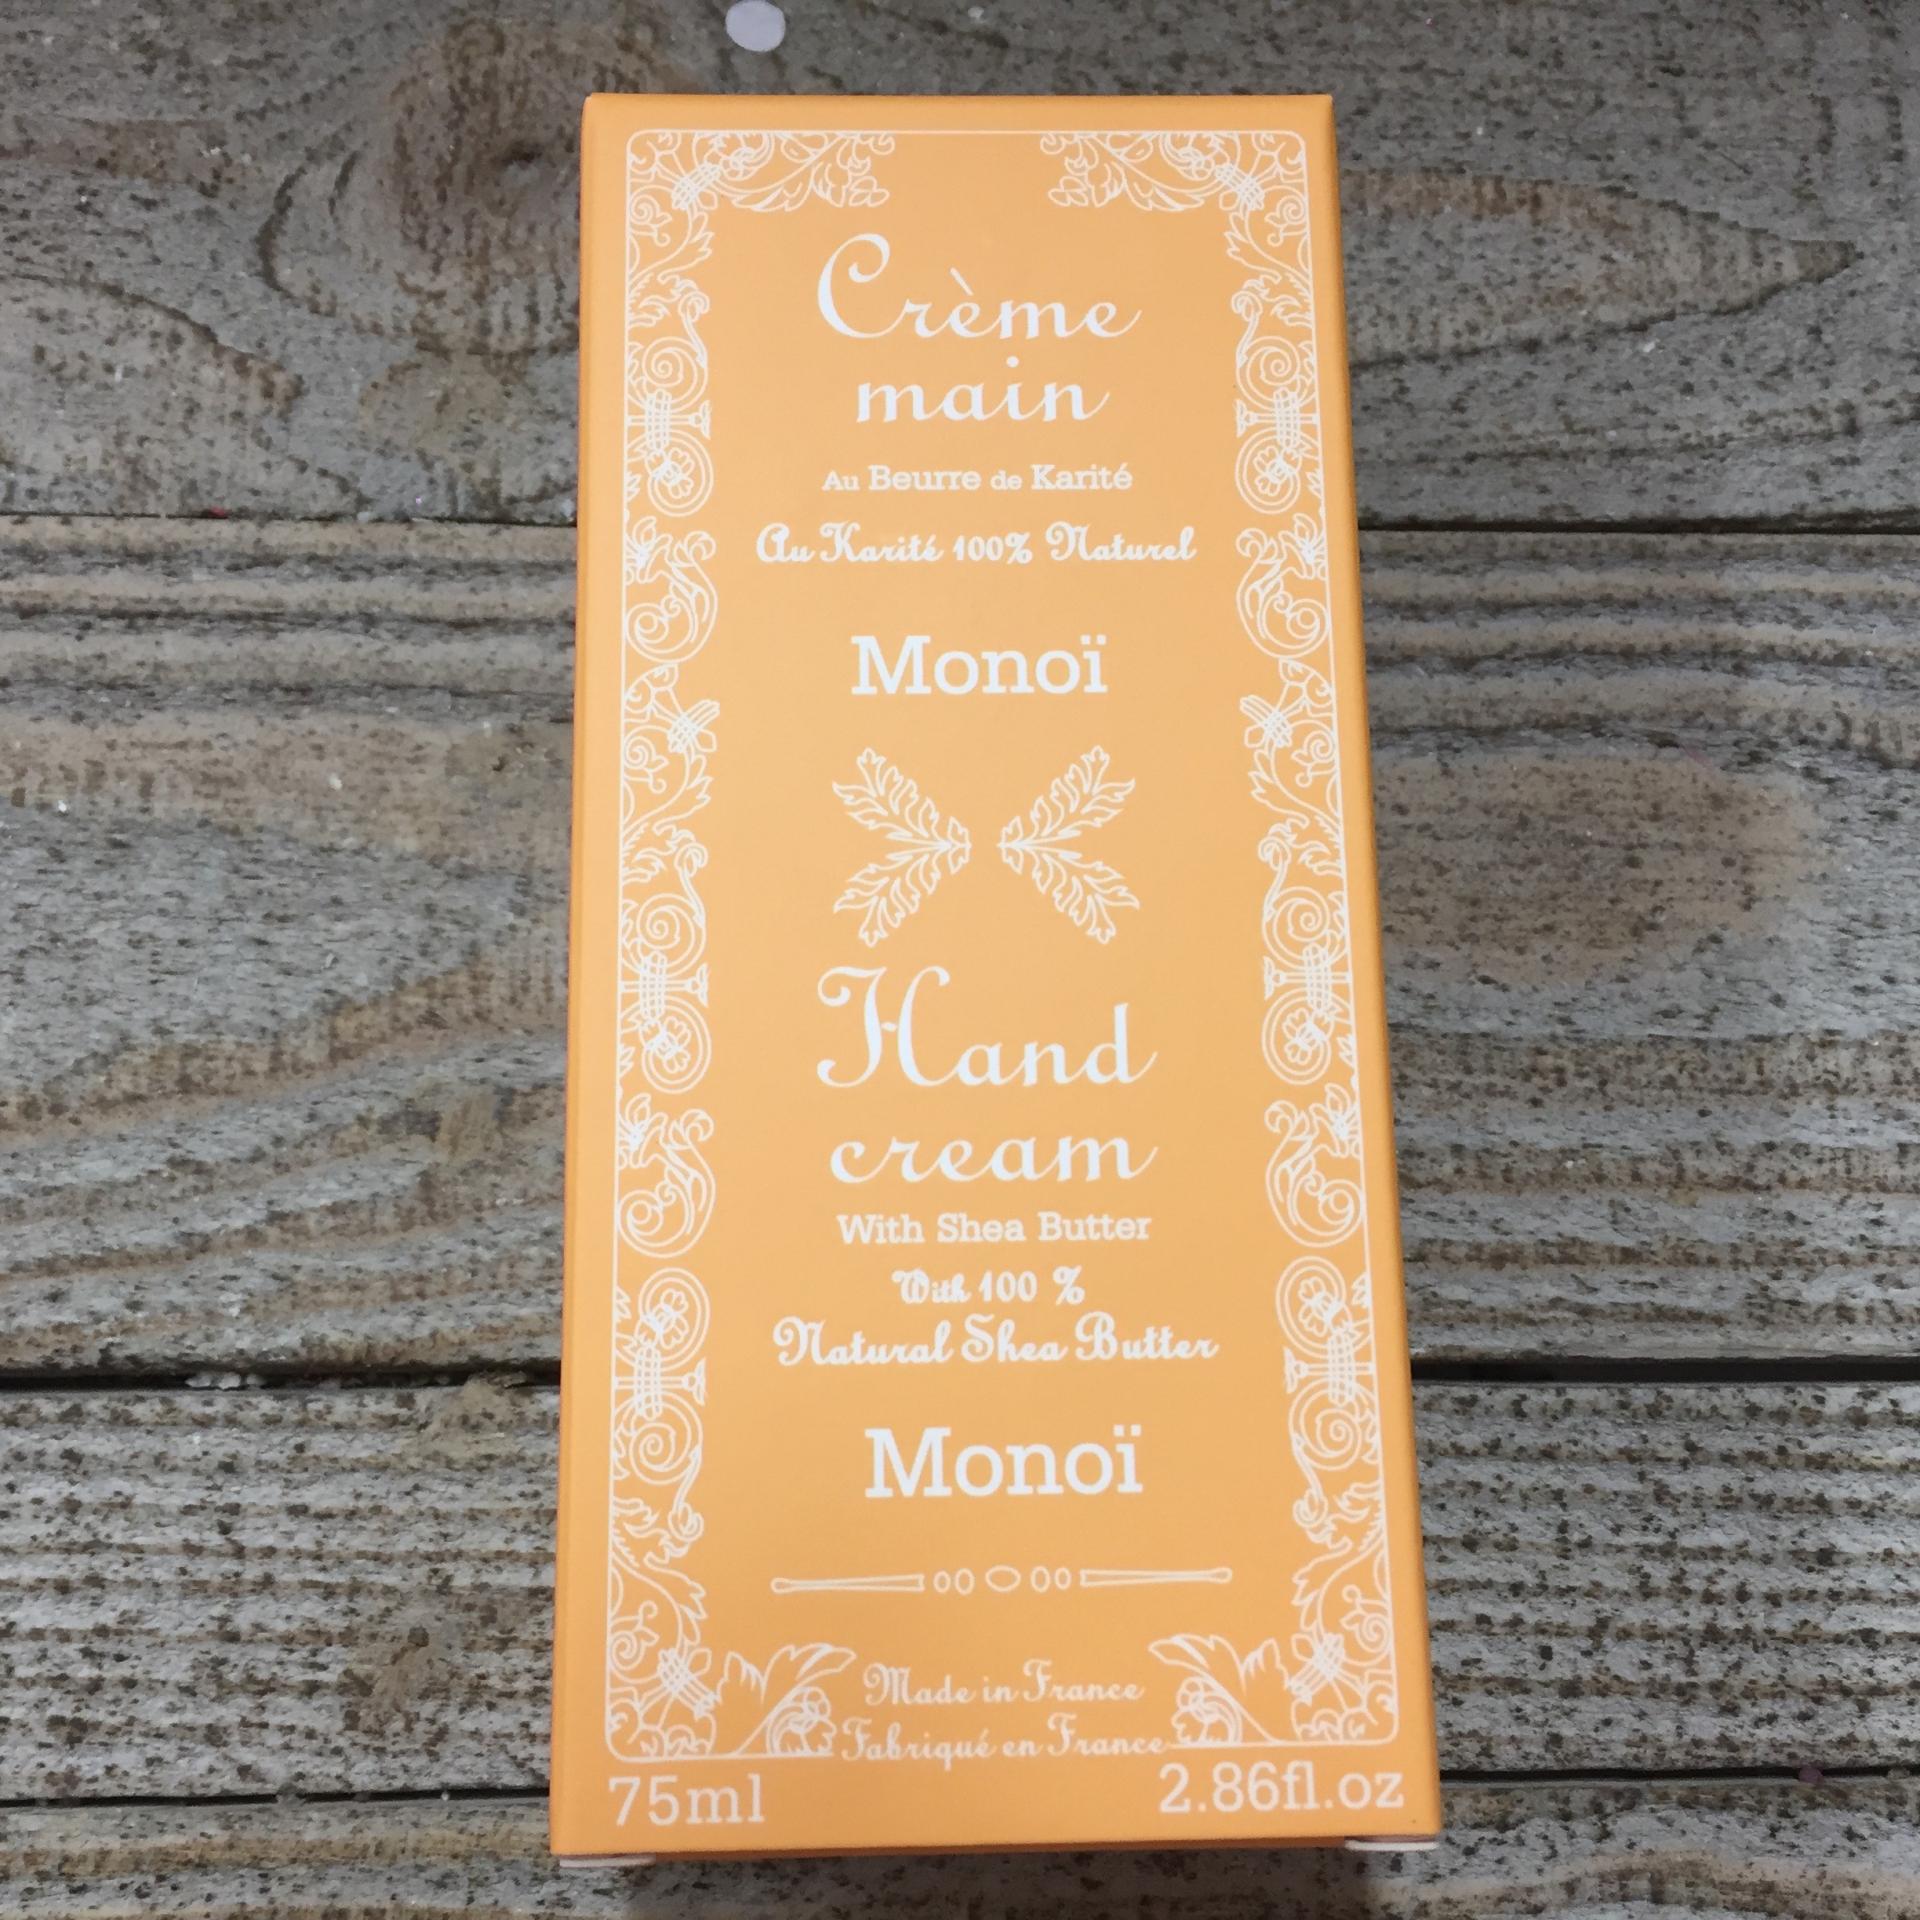 Crème
main
Au Beurre de Karité
Au Karité 100% Naturel
Monoï
Hand
cream
With Shea Butter
With 100 %
Natural Shea Butter
Monoï
Made in France
Fabriqué en France
75ml 2.86fl.oz